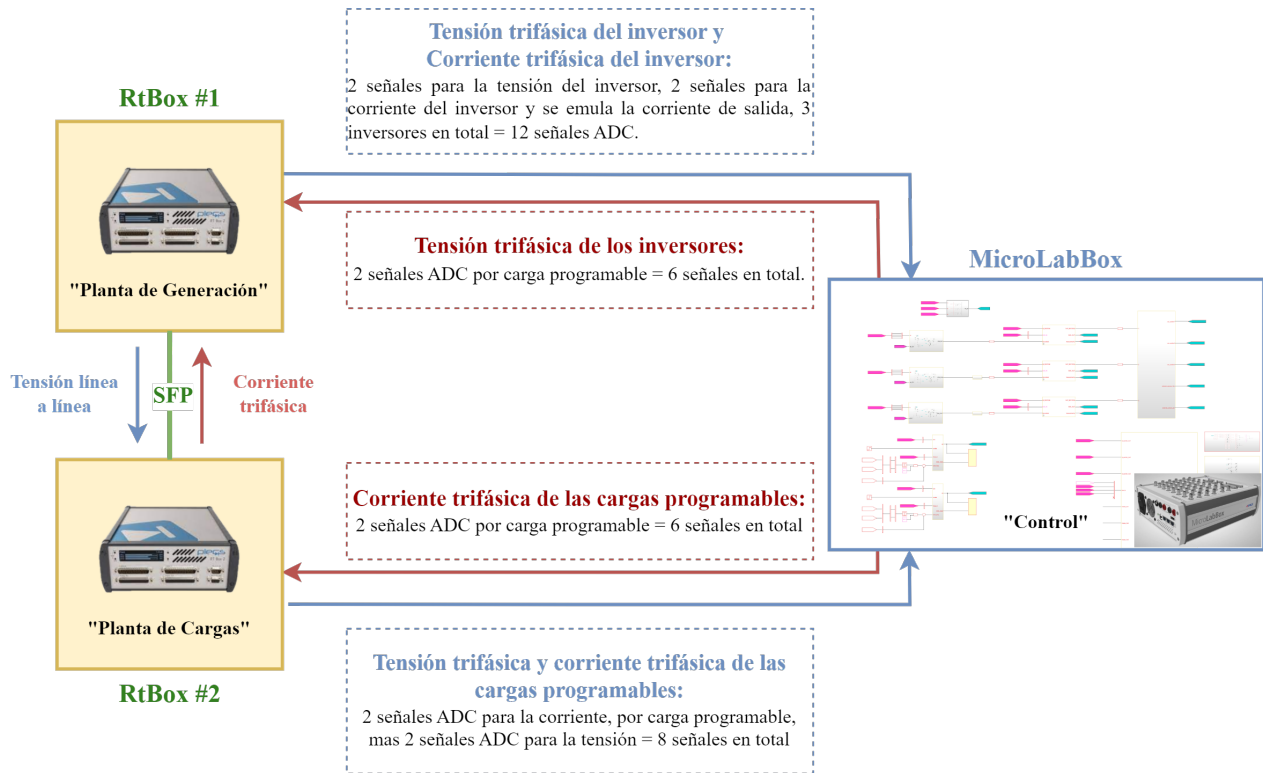 Tensión trifásica del inversor y
Corriente trifásica del inversor:
2 señales para la tensión del inversor, 2 señales para la
corriente del inversor y se emula la corriente de salida, 3
inversores en total = 12 señales ADC.
RtBox #1
"Planta de Generación"
Tensión trifásica de los inversores:
2 señales ADC por carga programable = 6 señales en total.
MicroLabBox
"Control"
MicroLabBox
Tensión línea
a línea
SFP
Corriente
trifásica
Corriente trifásica de las cargas programables:
2 señales ADC por carga programable = 6 señales en total
"Planta de Cargas"
RtBox #2
Tensión trifásica y corriente trifásica de las
cargas programables:
2 señales ADC para la corriente, por carga programable,
mas 2 señales ADC para la tensión = 8 señales en total